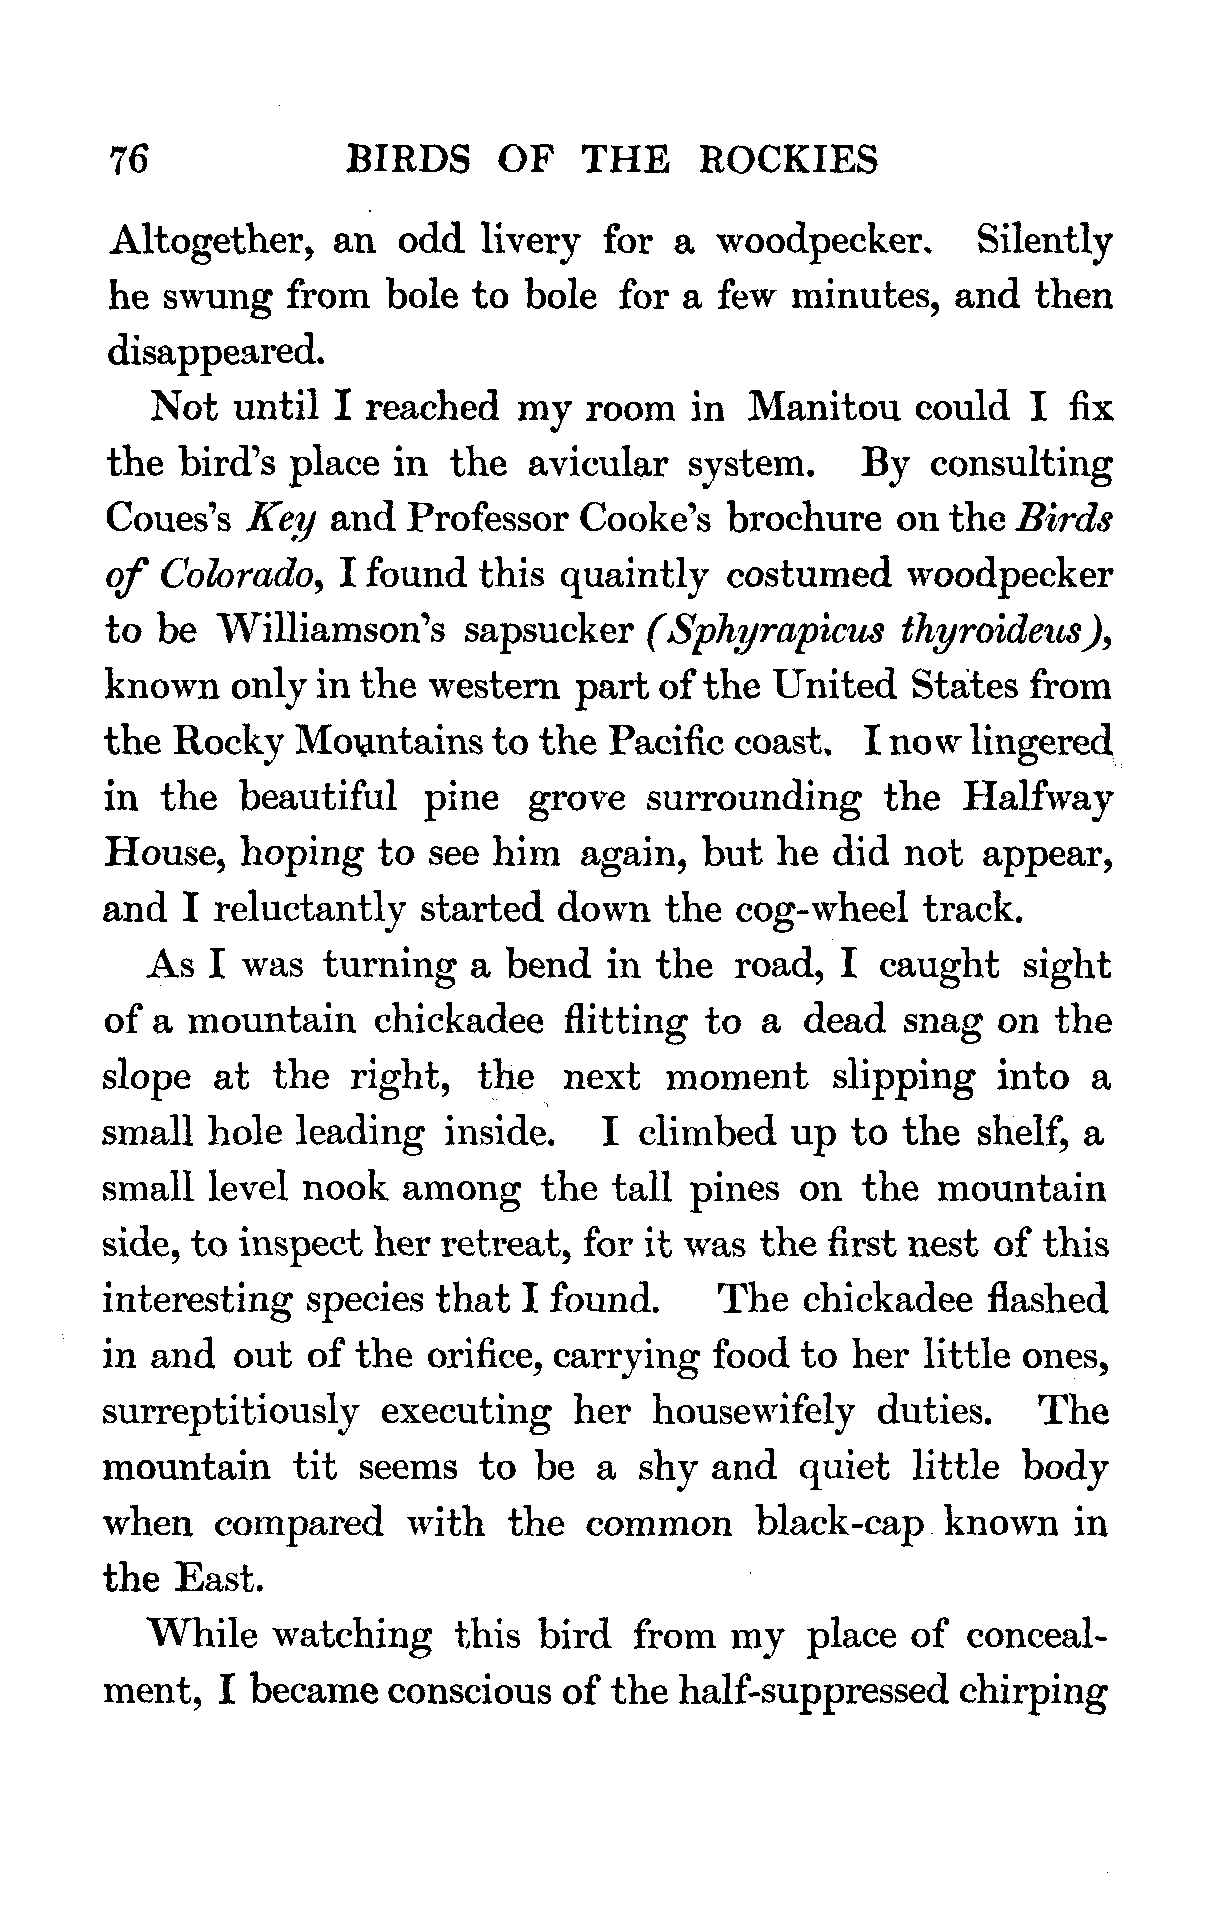 76 BIRDS OF THE ROCKIES
Altogether, an odd livery for a woodpecker. Silently
he swung from bole to bole for a few minutes, and then
disappeared.
Not until I reached my room in Manitou could I fix
the bird's place in the avicular system. By consulting
Coues's Key and Professor Cooke's brochure on the Birds
of Colorado, I found this quaintly costumed woodpecker
to be Williamson's sapsucker (Sphyrapicus thyroideus),
known only in the western part of the United States from
the Rocky Mountains to the Pacific coast. I now lingered
in the beautiful pine grove surrounding the Halfway
House, hoping to see him again, but he did not appear,
and I reluctantly started down the cog-wheel track.
As I was turning a bend in the road, I caught sight
of a mountain chickadee flitting to a dead snag on the
slope at the right, the next moment slipping into a
small hole leading inside. I climbed up to the shelf, a
small level nook among the tall pines on the mountain
side, to inspect her retreat, for it was the first nest of this
interesting species that I found. The chickadee flashed
in and out of the orifice, carrying food to her little ones,
surreptitiously executing her housewifely duties. The
mountain tit seems to be a shy and quiet little body
when compared with the common black-cap known in
the East.
While watching this bird from my place of conceal-
ment, I became conscious of the half-suppressed chirping